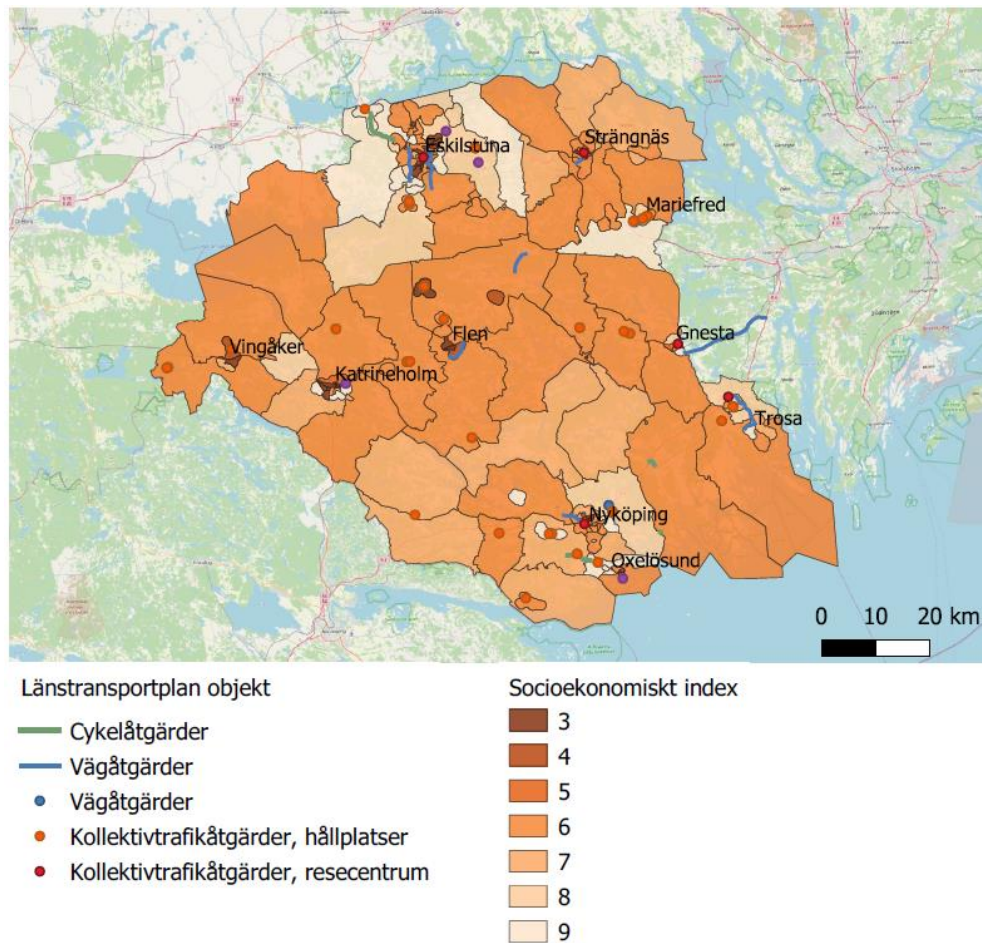 Strängnäs
Eskilstuna
Mariefred
Gnesta
Flen
Vingåker
Katrineholm
Trosa
Nyköping
Oxelösund
0 10 20 km
Länstransportplan objekt
Cykelåtgärder
Vägåtgärder
Vägåtgärder
Kollektivtrafikåtgärder, hållplatser
Kollektivtrafikåtgärder, resecentrum
Socioekonomiskt index
3
4
5
6
7
8
9